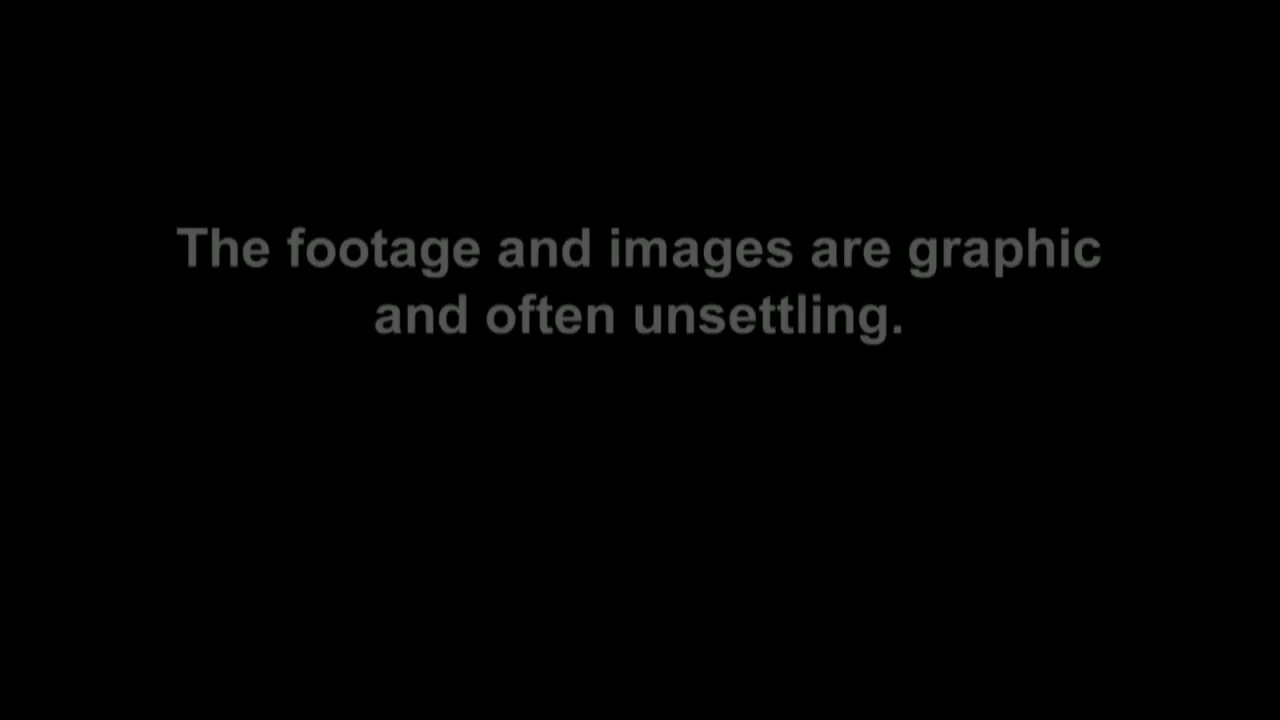 The footage and images are graphic
and often unsettling.